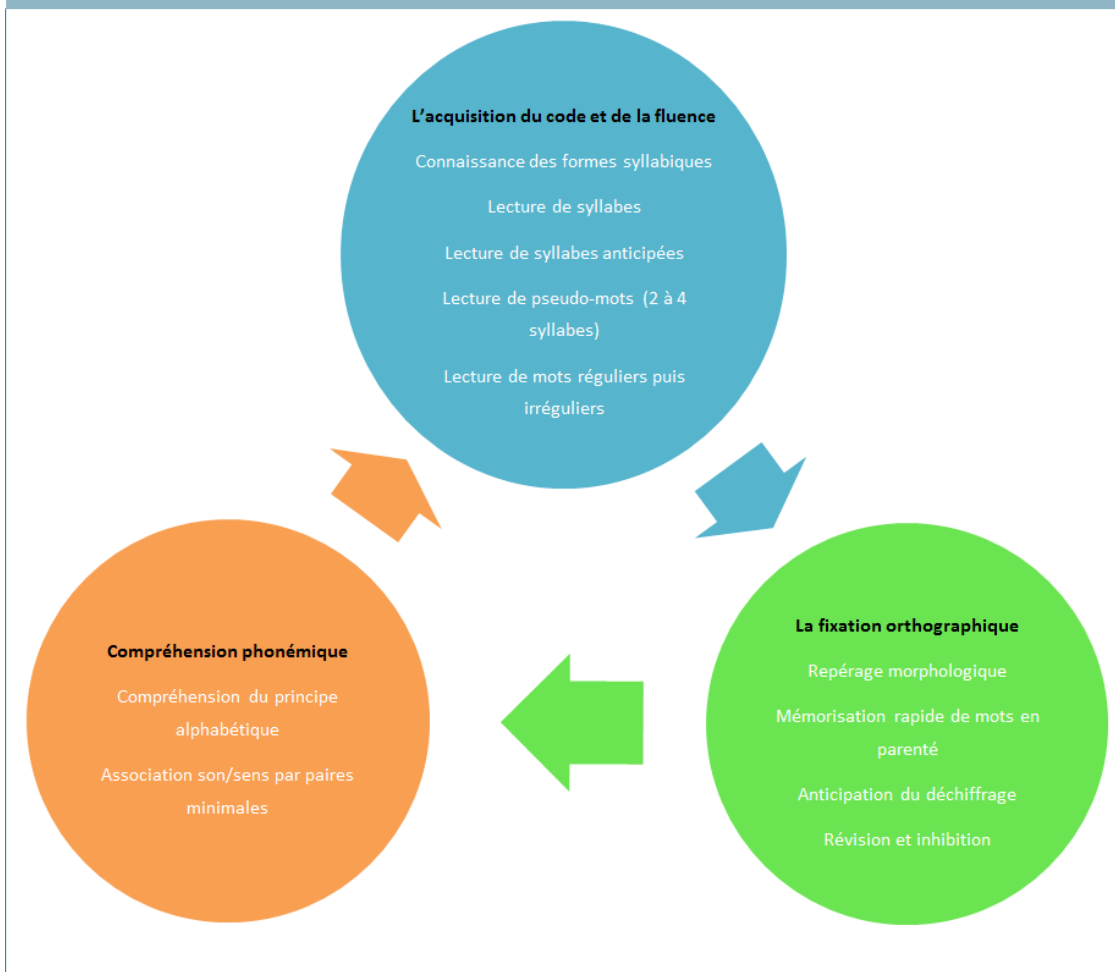 L'acquisition du code et de la fluence
Connaissance des formes syllabiques
Lecture de syllabes
Lecture de syllabes anticipées
Lecture de pseudo-mots (2 à 4
syllabes)
Lecture de mots réguliers puis
irréguliers
La fixation orthographique
Repérage morphologique
Mémorisation rapide de mots en
parenté
Anticipation du déchiffrage
Révision et inhibition
Compréhension phonémique
Compréhension du principe
alphabétique
Association son/sens par paires
minimales